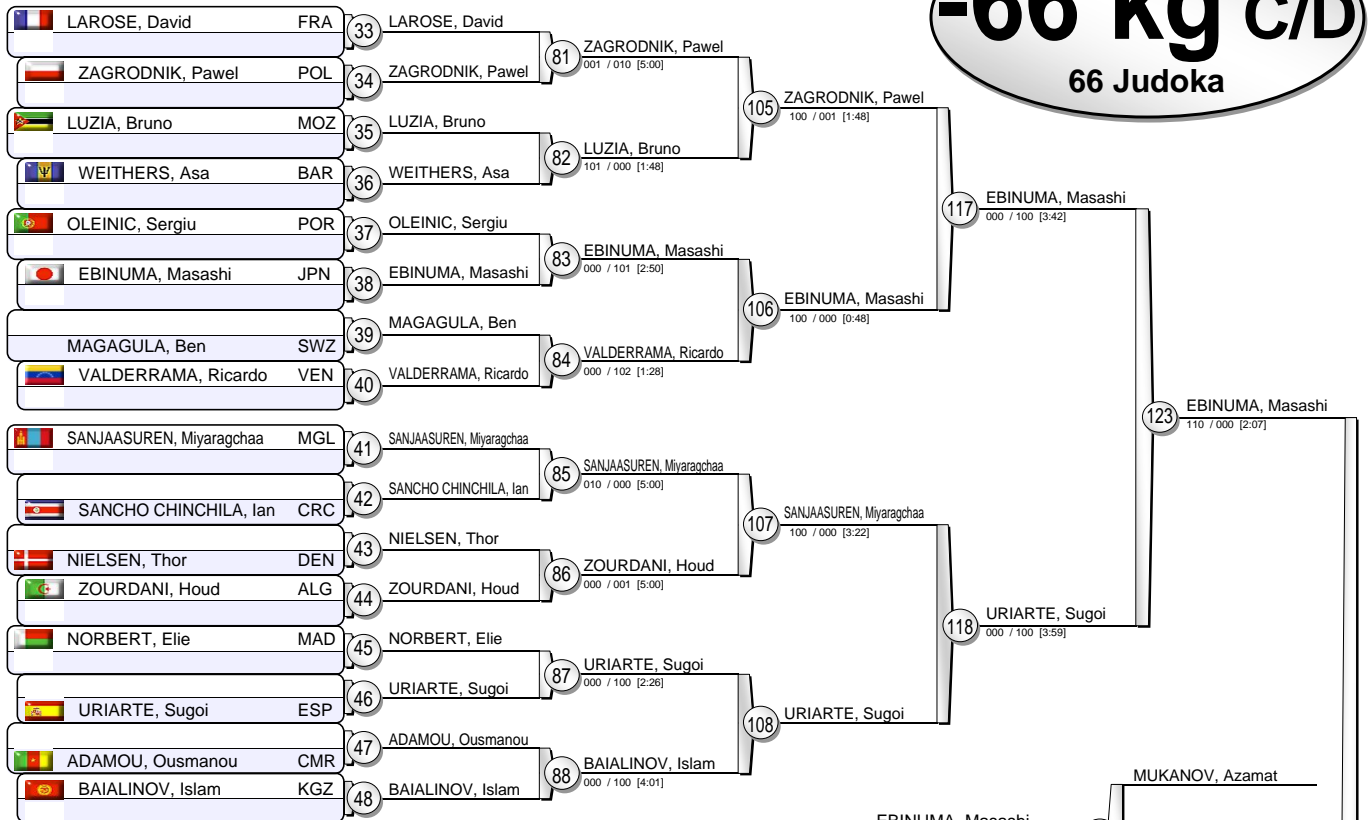 -66 kg C/D
66 Judoka
LAROSE, David FRA
ZAGRODNIK, Pawel POL
LUZIA, Bruno MOZ
WEITHERS, Asa BAR
OLEINIC, Sergiu POR
EBINUMA, Masashi JPN
MAGAGULA, Ben SWZ
VALDERRAMA, Ricardo VEN
SANJAASUREN, Miyaragchaa MGL
SANCHO CHINCHILA, Ian CRC
NIELSEN, Thor DEN
ZOURDANI, Houd ALG
NORBERT, Elie MAD
URIARTE, Sugoi ESP
ADAMOU, Ousmanou CMR
BAIALINOV, Islam KGZ
33 LAROSE, David
34 ZAGRODNIK, Pawel
35 LUZIA, Bruno
36 WEITHERS, Asa
37 OLEINIC, Sergiu
38 EBINUMA, Masashi
39 MAGAGULA, Ben
40 VALDERRAMA, Ricardo
41 SANJAASUREN, Miyaragchaa
42 SANCHO CHINCHILA, Ian
43 NIELSEN, Thor
44 ZOURDANI, Houd
45 NORBERT, Elie
46 URIARTE, Sugoi
47 ADAMOU, Ousmanou
48 BAIALINOV, Islam
81 ZAGRODNIK, Pawel
001 / 010 [5:00]
82 LUZIA, Bruno
101 / 000 [1:48]
83 EBINUMA, Masashi
000 / 101 [2:50]
84 VALDERRAMA, Ricardo
000 / 102 [1:28]
85 SANJAASUREN, Miyaragchaa
010 / 000 [5:00]
86 ZOURDANI, Houd
000 / 001 [5:00]
87 URIARTE, Sugoi
000 / 100 [2:26]
88 BAIALINOV, Islam
000 / 100 [4:01]
105 ZAGRODNIK, Pawel
100 / 001 [1:48]
106 EBINUMA, Masashi
100 / 000 [0:48]
107 SANJAASUREN, Miyaragchaa
100 / 000 [3:22]
108 URIARTE, Sugoi
117 EBINUMA, Masashi
000 / 100 [3:42]
118 URIARTE, Sugoi
000 / 100 [3:59]
123 EBINUMA, Masashi
110 / 000 [2:07]
MUKANOV, Azamat
EBINUMA, Masashi